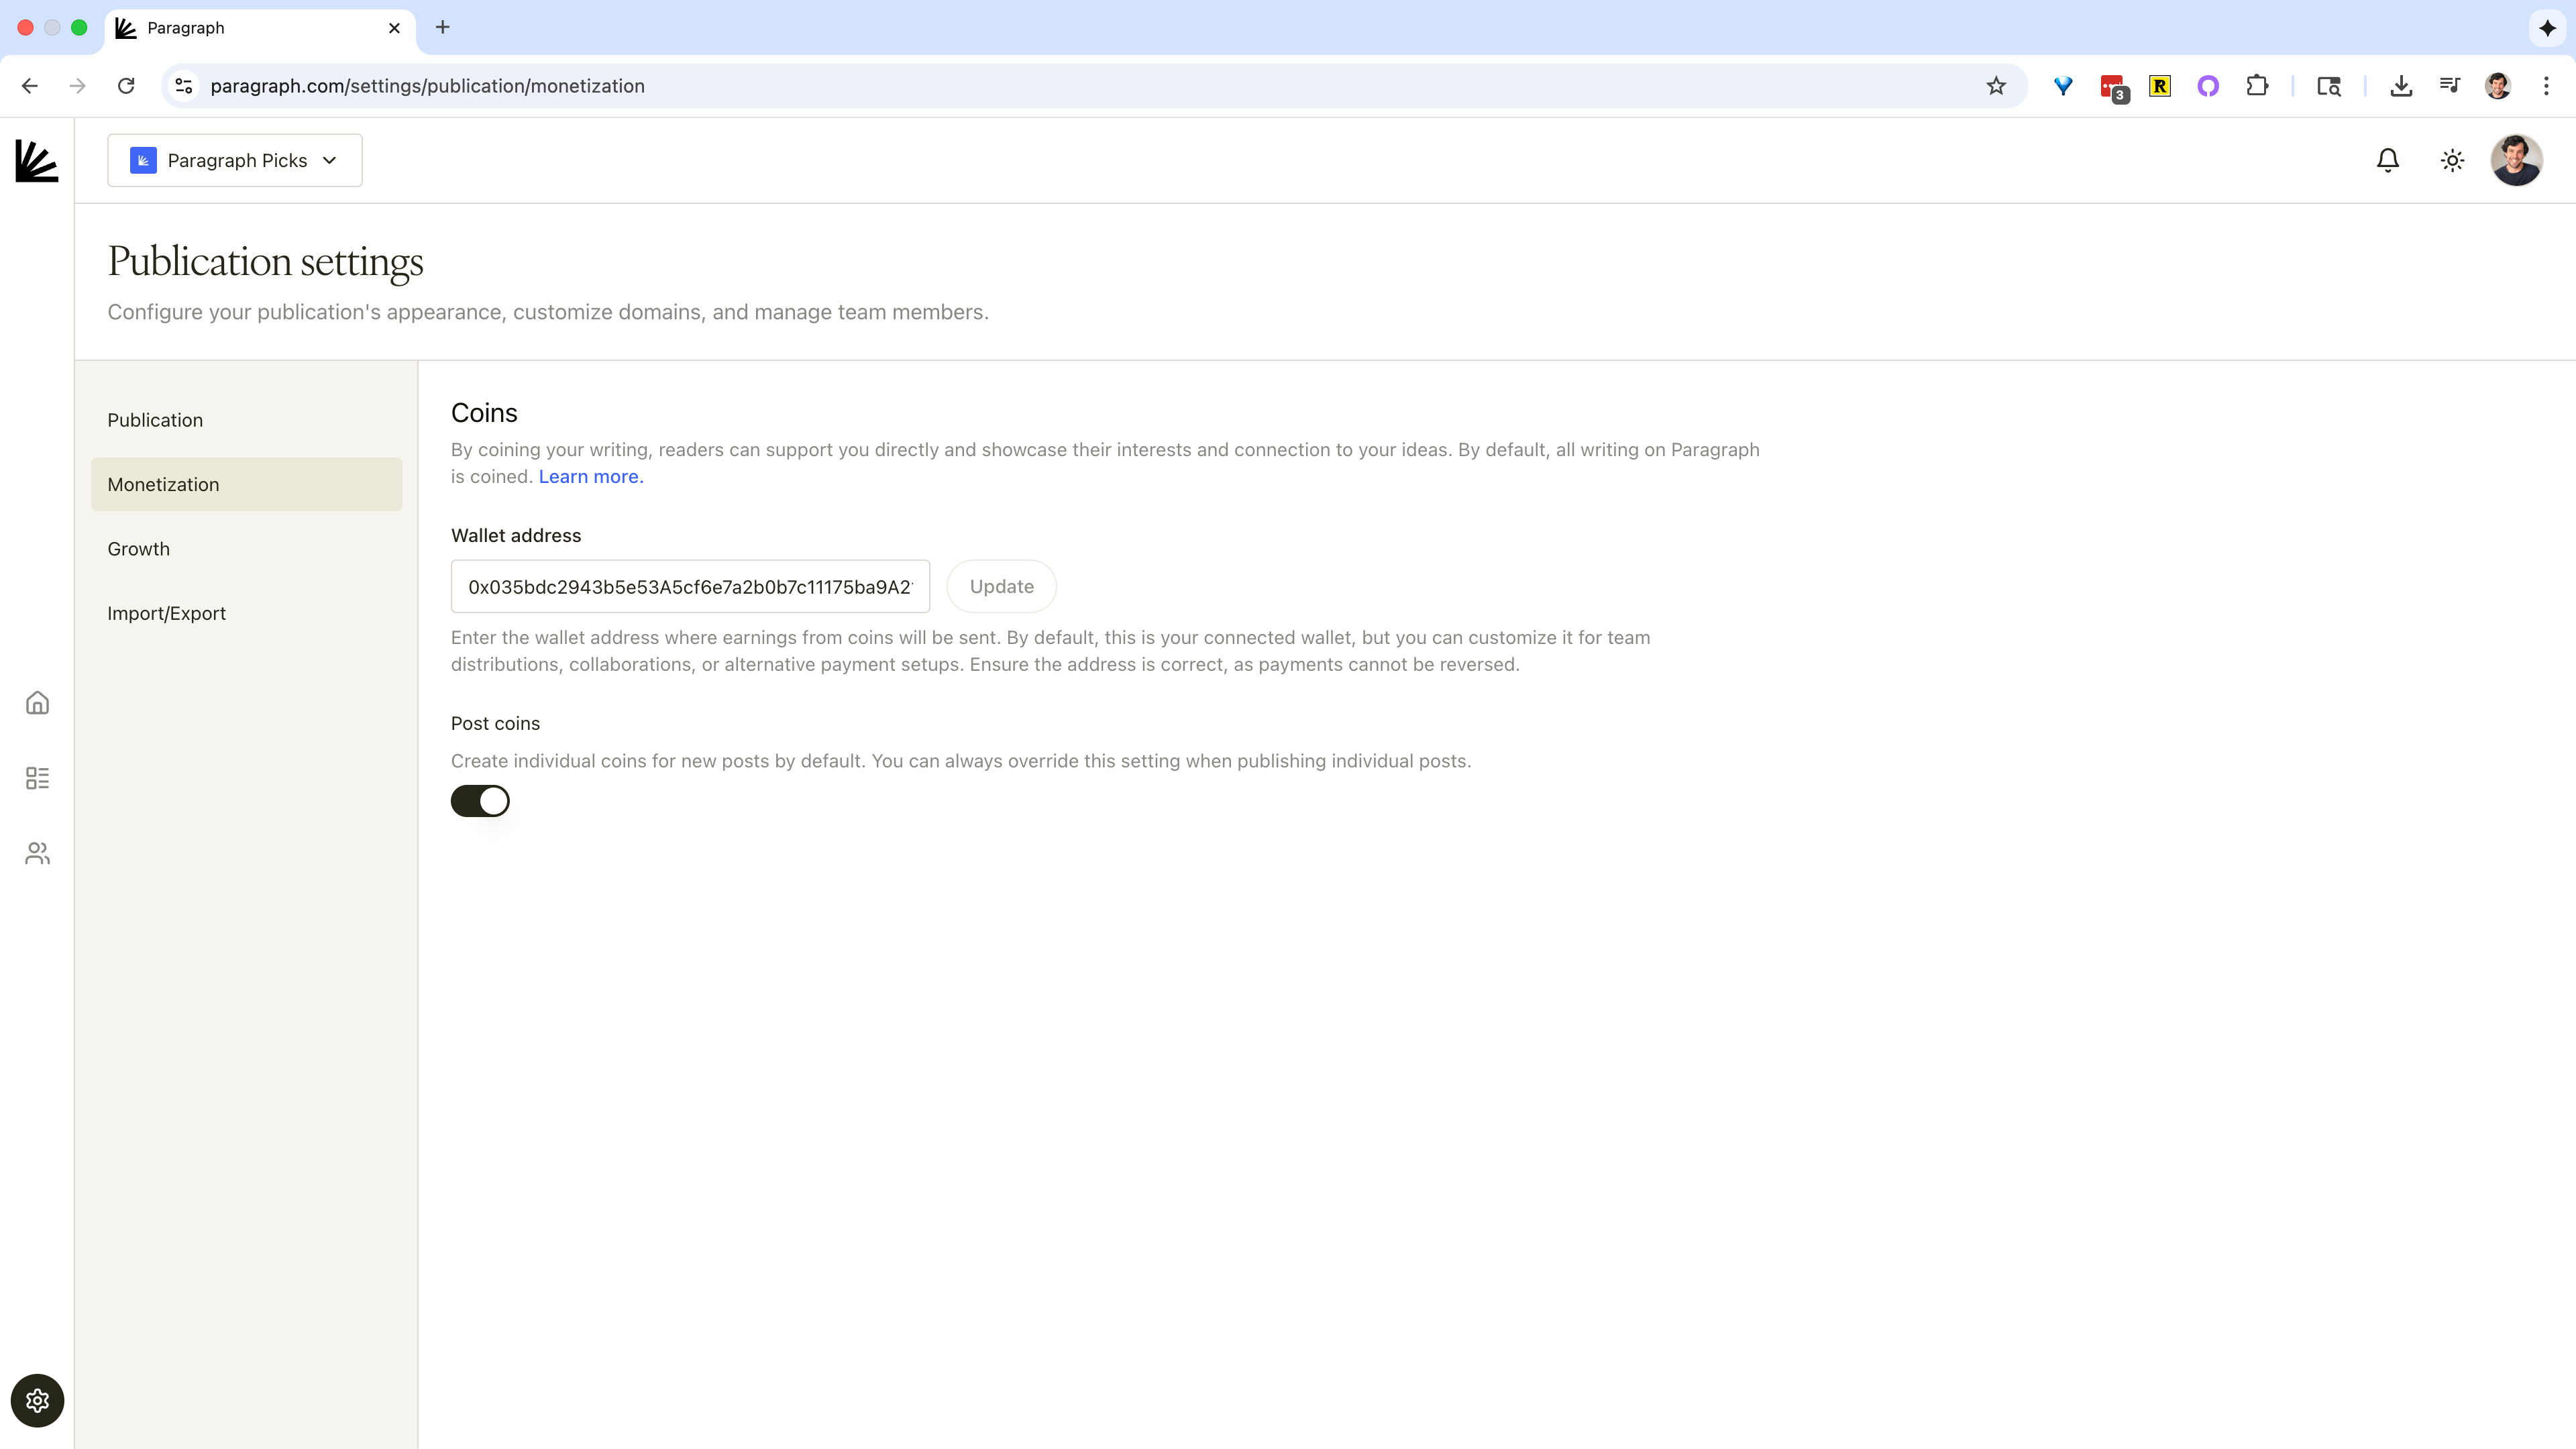 Paragraph
paragraph.com/settings/publication/monetization
3
R
Paragraph Picks
Publication settings
Configure your publication's appearance, customize domains, and manage team members.
Publication
Monetization
Growth
Import/Export
Coins
By coining your writing, readers can support you directly and showcase their interests and connection to your ideas. By default, all writing on Paragraph
is coined. Learn more.
Wallet address
0x035bdc2943b5e53A5cf6e7a2b0b7c11175ba9A2
Update
Enter the wallet address where earnings from coins will be sent. By default, this is your connected wallet, but you can customize it for team
distributions, collaborations, or alternative payment setups. Ensure the address is correct, as payments cannot be reversed.
Post coins
Create individual coins for new posts by default. You can always override this setting when publishing individual posts.